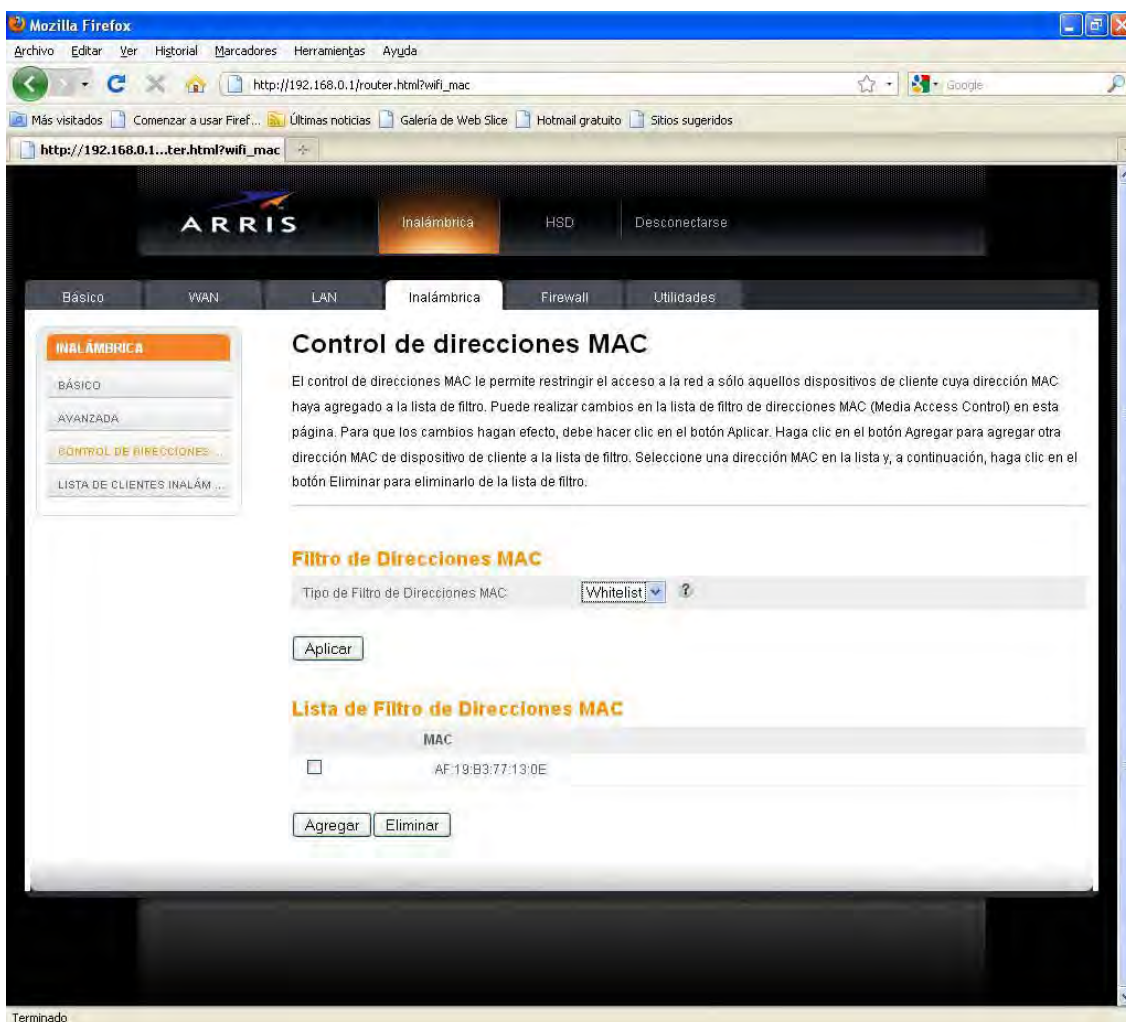 Mozilla Firefox
Archivo Editar Ver Historial Marcadores Herramientas Ayuda
http://192.168.0.1/router.html?wifi_mac
Google
Más visitados Comenzar a usar Firef... Últimas noticias Galería de Web Slice Hotmail gratuito Sitios sugeridos
http://192.168.0.1...ter.html?wifi_mac
ARRIS
Inalámbrica HSD Desconectarse
Básico WAN LAN Inalámbrica Firewall Utilidades
INALÁMBRICA
BÁSICO
AVANZADA
CONTROL DE DIRECCIONES ...
LISTA DE CLIENTES INALÁM ...
Control de direcciones MAC
El control de direcciones MAC le permite restringir el acceso a la red a sólo aquellos dispositivos de cliente cuya dirección MAC
haya agregado a la lista de filtro. Puede realizar cambios en la lista de filtro de direcciones MAC (Media Access Control) en esta
página. Para que los cambios hagan efecto, debe hacer clic en el botón Aplicar. Haga clic en el botón Agregar para agregar otra
dirección MAC de dispositivo de cliente a la lista de filtro. Seleccione una dirección MAC en la lista y, a continuación, haga clic en el
botón Eliminar para eliminarlo de la lista de filtro.
Filtro de Direcciones MAC
Tipo de Filtro de Direcciones MAC Whitelist ?
Aplicar
Lista de Filtro de Direcciones MAC
MAC
AF:19:B3:77:13:0E
Agregar Eliminar
Terminado